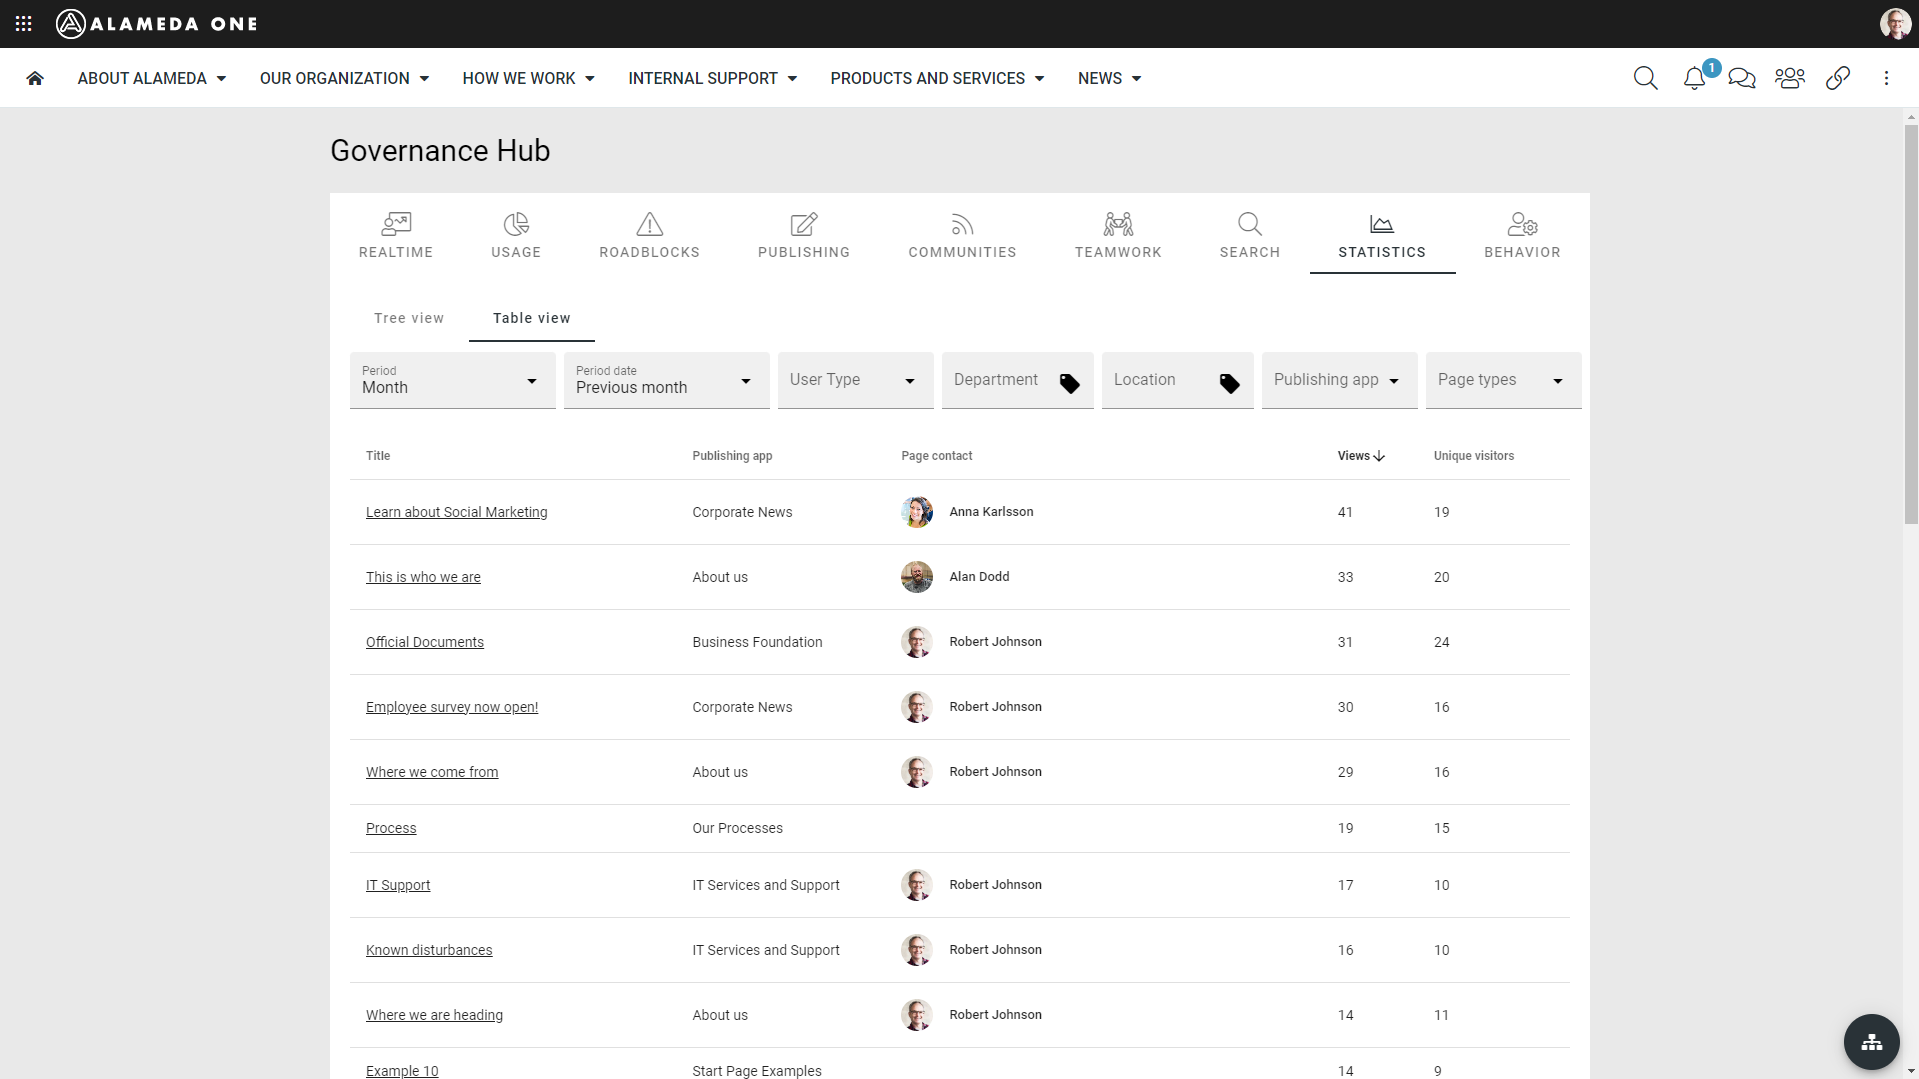 ALAMEDA ONE
ABOUT ALAMEDA OUR ORGANIZATION HOW WE WORK INTERNAL SUPPORT PRODUCTS AND SERVICES NEWS 1
Governance Hub
REALTIME USAGE ROADBLOCKS PUBLISHING COMMUNITIES TEAMWORK SEARCH STATISTICS BEHAVIOR
Tree view Table view
Period Period date
Month Previous month User Type Department Location Publishing app Page types
Title Publishing app Page contact Views Unique visitors
Learn about Social Marketing Corporate News Anna Karlsson 41 19
This is who we are About us Alan Dodd 33 20
Official Documents Business Foundation Robert Johnson 31 24
Employee survey now open! Corporate News Robert Johnson 30 16
Where we come from About us Robert Johnson 29 16
Process Our Processes 19 15
IT Support IT Services and Support Robert Johnson 17 10
Known disturbances IT Services and Support Robert Johnson 16 10
Where we are heading About us Robert Johnson 14 11
Example 10 Start Page Examples 14 9